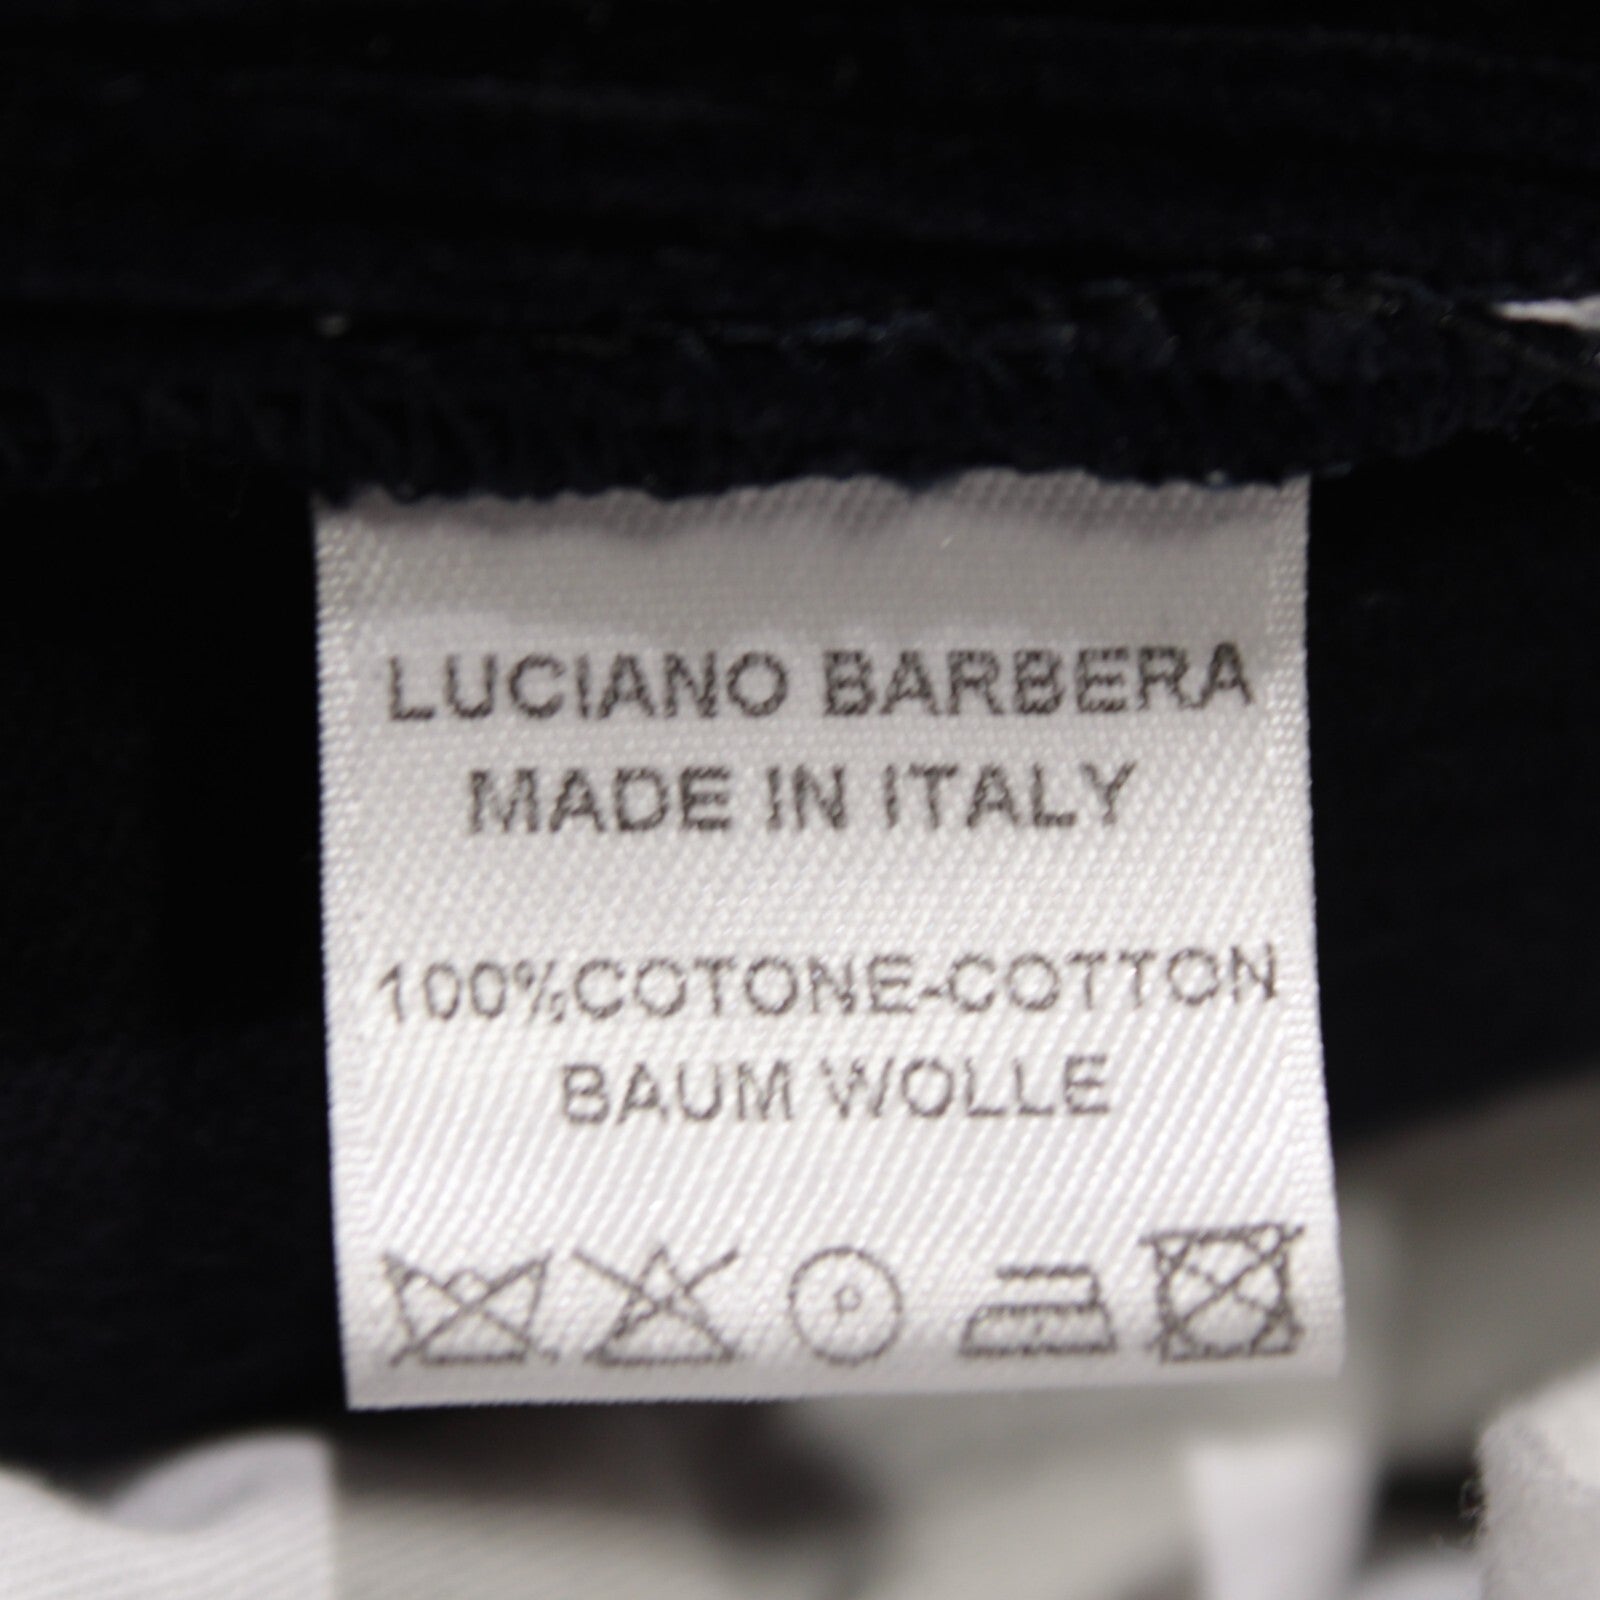 LUCIANO BARBERA
MADE IN ITALY
100%COTONE-COTTON
BAUM WOLLE
P